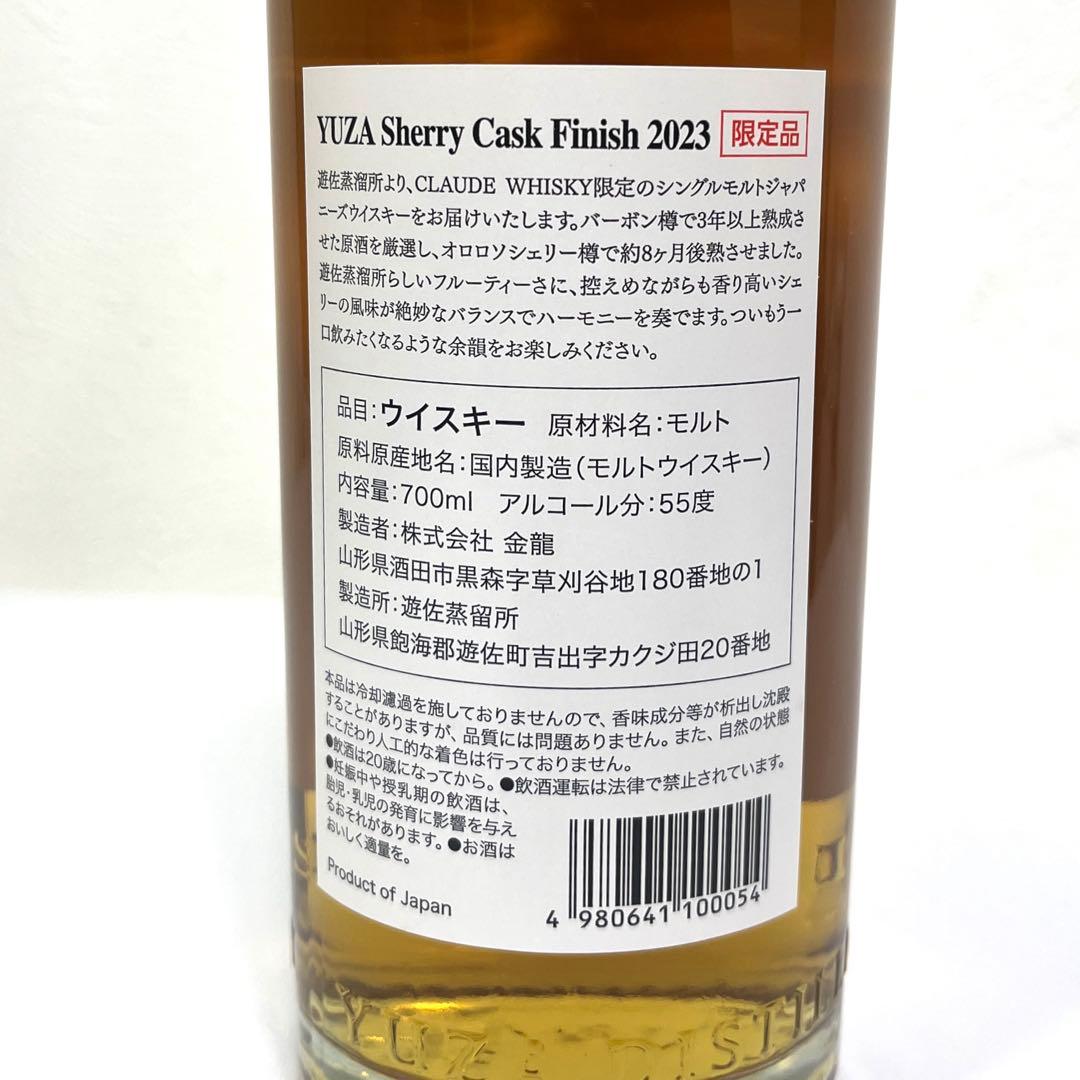 YUZA Sherry Cask Finish 2023 限定品
遊佐蒸溜所より、CLAUDE WHISKY限定のシングルモルトジャパ
ニーズウイスキーをお届けいたします。バーボン樽で3年以上熟成さ
せた原酒を厳選し、オロロソシェリー樽で約8ヶ月後熟させました。
遊佐蒸溜所らしいフルーティーさに、控えめながらも香り高いシェ
リーの風味が絶妙なバランスでハーモニーを奏でます。ついもう一
口飲みたくなるような余韻をお楽しみください。
品目:ウイスキー 原材料名:モルト
原料原産地名:国内製造(モルトウイスキー)
内容量:700ml アルコール分:55度
製造者:株式会社 金龍
山形県酒田市黒森字草刈谷地180番地の1
製造所:遊佐蒸留所
山形県飽海郡遊佐町吉出字カクジ田20番地
本品は冷却濾過を施しておりませんので、香味成分等が析出し沈殿
することがありますが、品質には問題ありません。また、自然の状態
にこだわり人工的な着色は行っておりません。
●飲酒は20歳になってから。●飲酒運転は法律で禁止されています。
●妊娠中や授乳期の飲酒は、
胎児・乳児の発育に影響を与え
るおそれがあります。●お酒は
おいしく適量を。
Product of Japan
4 980641 100054
YUZA DISTILLE